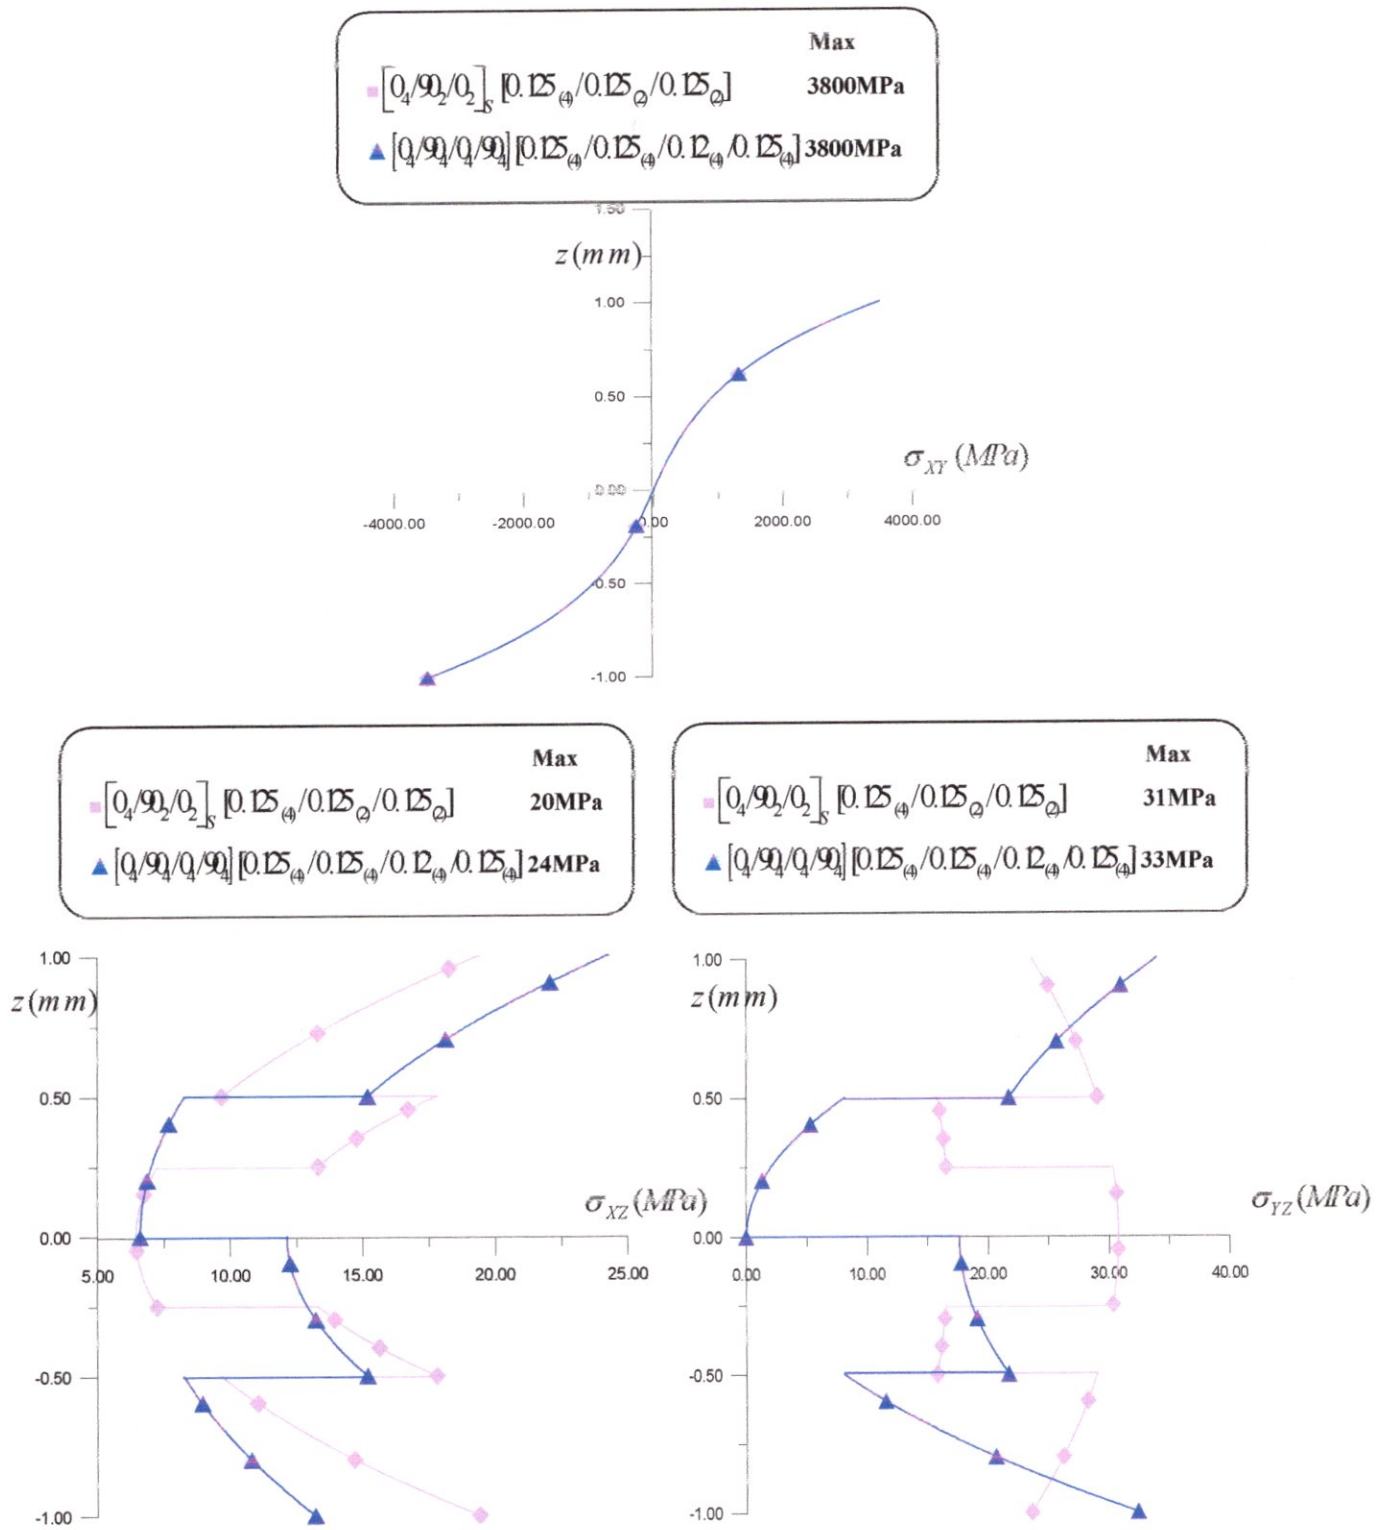 Max
[0₄/90₂/0₂]ₛ [0.125₍₄₎/0.125₍₂₎/0.125₍₂₎] 3800MPa
[0₄/90₄/0₄/90₄] [0.125₍₄₎/0.125₍₄₎/0.12₍₄₎/0.125₍₄₎] 3800MPa
1.50
z(mm)
1.00
0.50
σXY (MPa)
0.00
-4000.00 -2000.00 0.00 2000.00 4000.00
-0.50
-1.00
Max
[0₄/90₂/0₂]ₛ [0.125₍₄₎/0.125₍₂₎/0.125₍₂₎] 20MPa
[0₄/90₄/0₄/90₄] [0.125₍₄₎/0.125₍₄₎/0.12₍₄₎/0.125₍₄₎] 24MPa
Max
[0₄/90₂/0₂]ₛ [0.125₍₄₎/0.125₍₂₎/0.125₍₂₎] 31MPa
[0₄/90₄/0₄/90₄] [0.125₍₄₎/0.125₍₄₎/0.12₍₄₎/0.125₍₄₎] 33MPa
1.00
z(mm)
0.50
σXZ (MPa)
0.00
5.00 10.00 15.00 20.00 25.00
-0.50
-1.00
1.00
z(mm)
0.50
σYZ (MPa)
0.00
0.00 10.00 20.00 30.00 40.00
-0.50
-1.00